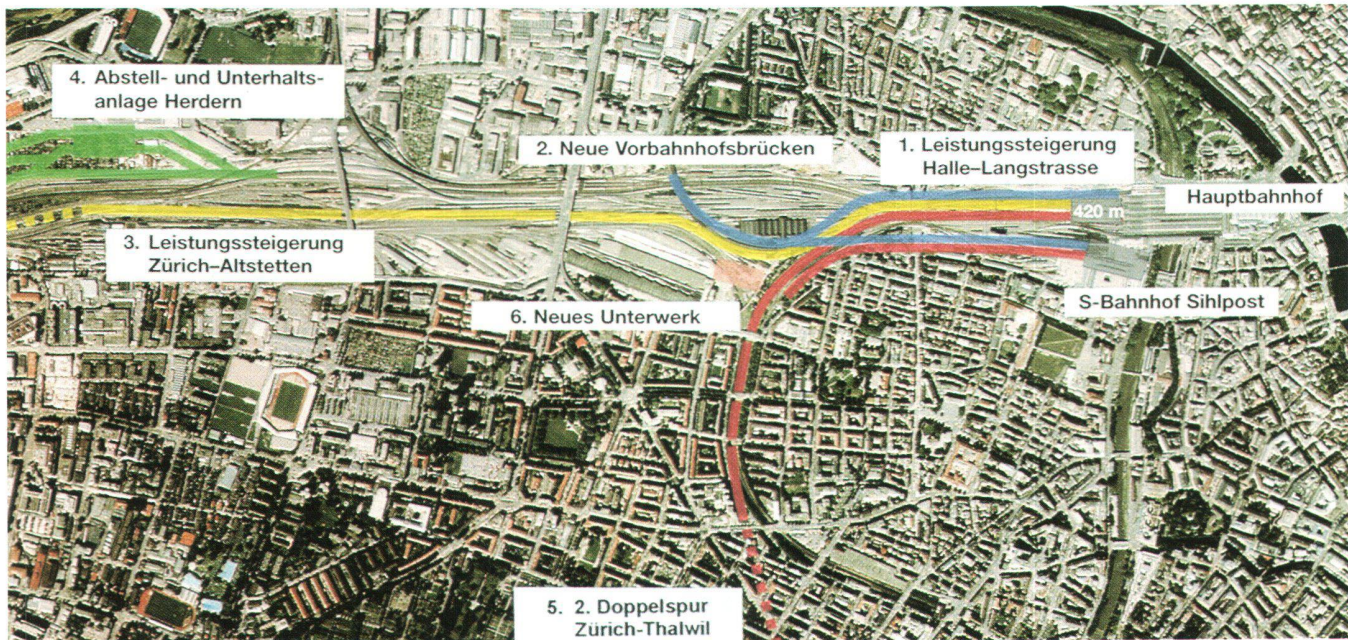 4. Abstell- und Unterhalts-
anlage Herdern
2. Neue Vorbahnhofsbrücken
1. Leistungssteigerung
Halle–Langstrasse
Hauptbahnhof
420 m
3. Leistungssteigerung
Zürich–Altstetten
S-Bahnhof Sihlpost
6. Neues Unterwerk
5. 2. Doppelspur
Zürich-Thalwil